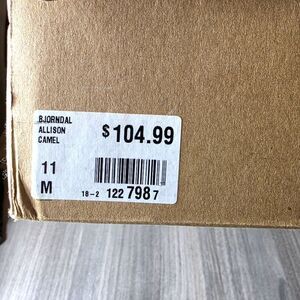 BJORNDAL
ALLISON
CAMEL
$104.99
11
M
18-2 122 798 7